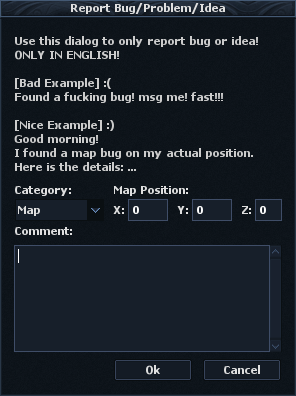 Report Bug/Problem/Idea
Use this dialog to only report bug or idea!
ONLY IN ENGLISH!
[Bad Example] :(
Found a fucking bug! msg me! fast!!!
[Nice Example] :)
Good morning!
I found a map bug on my actual position.
Here is the details: ...
Category: Map Position:
Map X: 0 Y: 0 Z: 0
Comment:
Ok Cancel